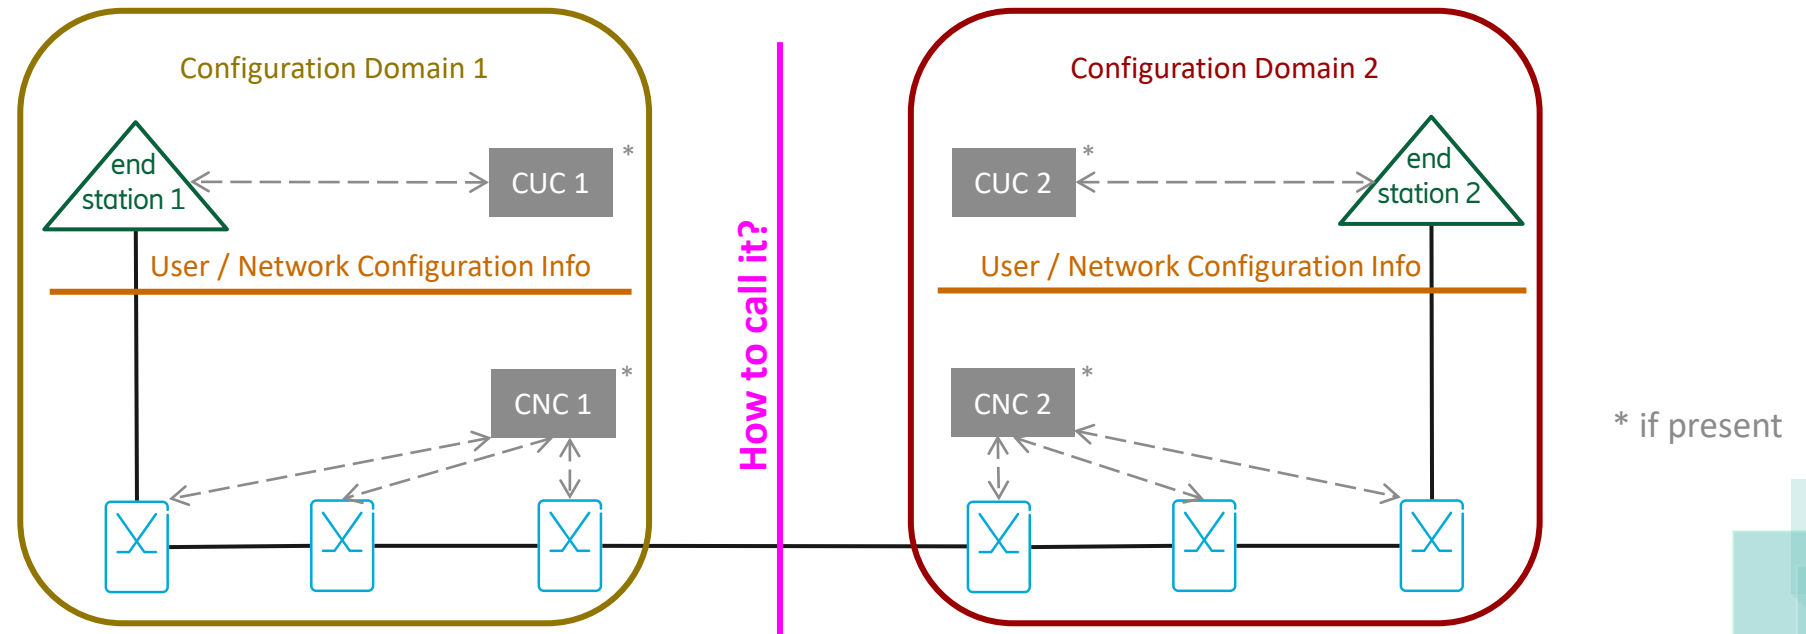 Configuration Domain 1
end
station 1
CUC 1
*
User / Network Configuration Info
CNC 1
*
How to call it?
Configuration Domain 2
CUC 2
*
end
station 2
User / Network Configuration Info
CNC 2
*
* if present